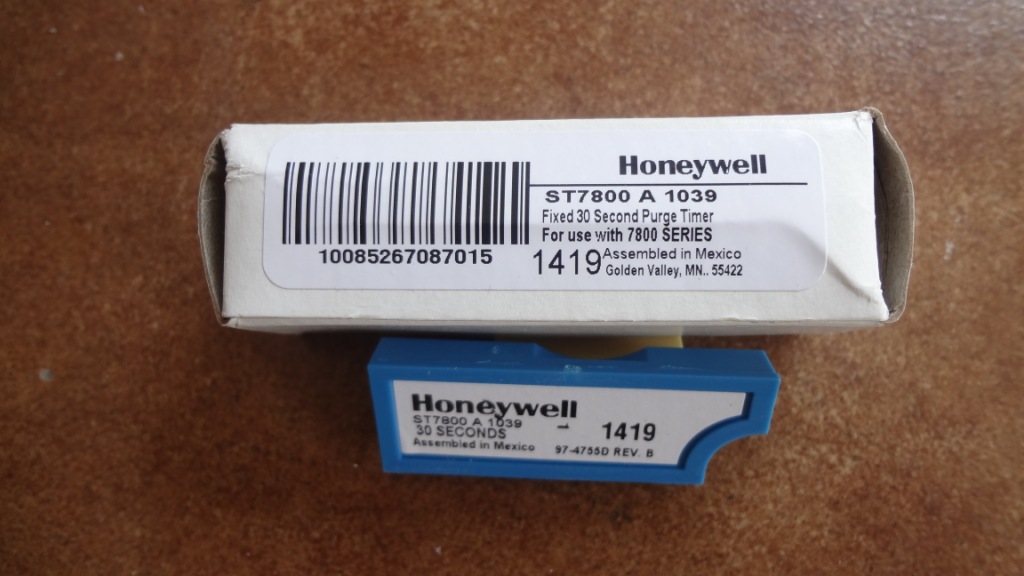 Honeywell
ST7800 A 1039
Fixed 30 Second Purge Timer
For use with 7800 SERIES
10085267087015
1419 Assembled in Mexico
Golden Valley, MN.. 55422
Honeywell
ST7800 A 1039
30 SECONDS
1419
Assembled in Mexico 97-4755D REV. B